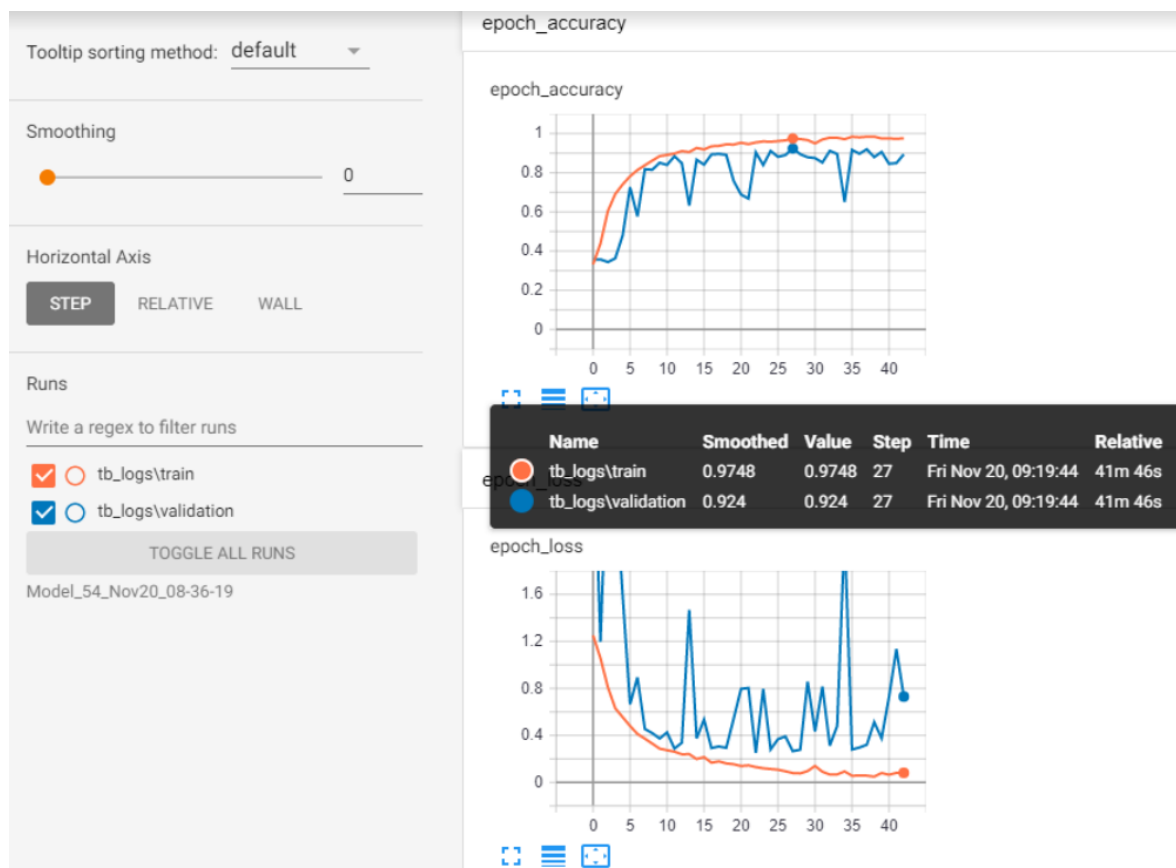 Tooltip sorting method: default
Smoothing
0
Horizontal Axis
STEP RELATIVE WALL
Runs
Write a regex to filter runs
tb_logs\train
tb_logs\validation
TOGGLE ALL RUNS
Model_54_Nov20_08-36-19
epoch_accuracy
epoch_accuracy
1
0.8
0.6
0.4
0.2
0
0 5 10 15 20 25 30 35 40
epoch_loss
Name Smoothed Value Step Time Relative
tb_logs\train 0.9748 0.9748 27 Fri Nov 20, 09:19:44 41m 46s
tb_logs\validation 0.924 0.924 27 Fri Nov 20, 09:19:44 41m 46s
epoch_loss
1.6
1.2
0.8
0.4
0
0 5 10 15 20 25 30 35 40